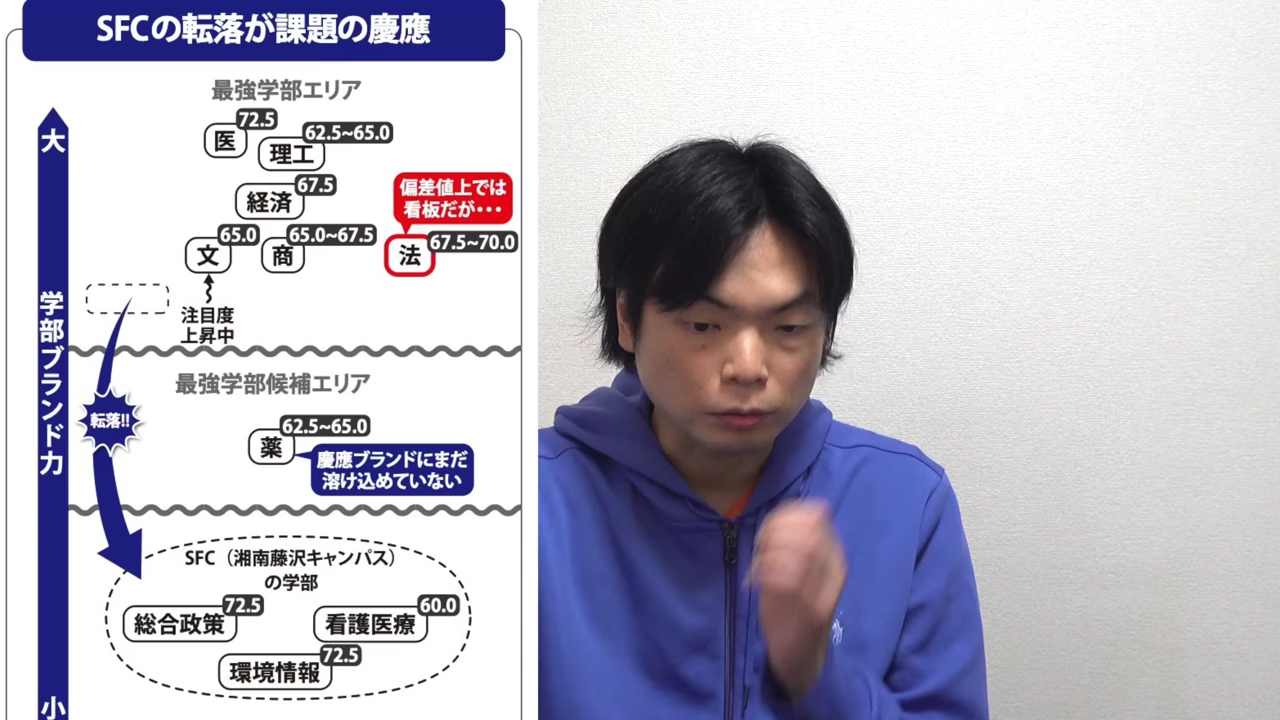 SFCの転落が課題の慶應
最強学部エリア
大
医
72.5
理工
62.5~65.0
経済
67.5
偏差値上では
看板だが・・・
文
65.0
商
65.0~67.5
法
67.5~70.0
注目度
上昇中
学部ブランド力
最強学部候補エリア
転落!!
薬
62.5~65.0
慶應ブランドにまだ
溶け込めていない
SFC（湘南藤沢キャンパス）
の学部
総合政策
72.5
看護医療
60.0
環境情報
72.5
小